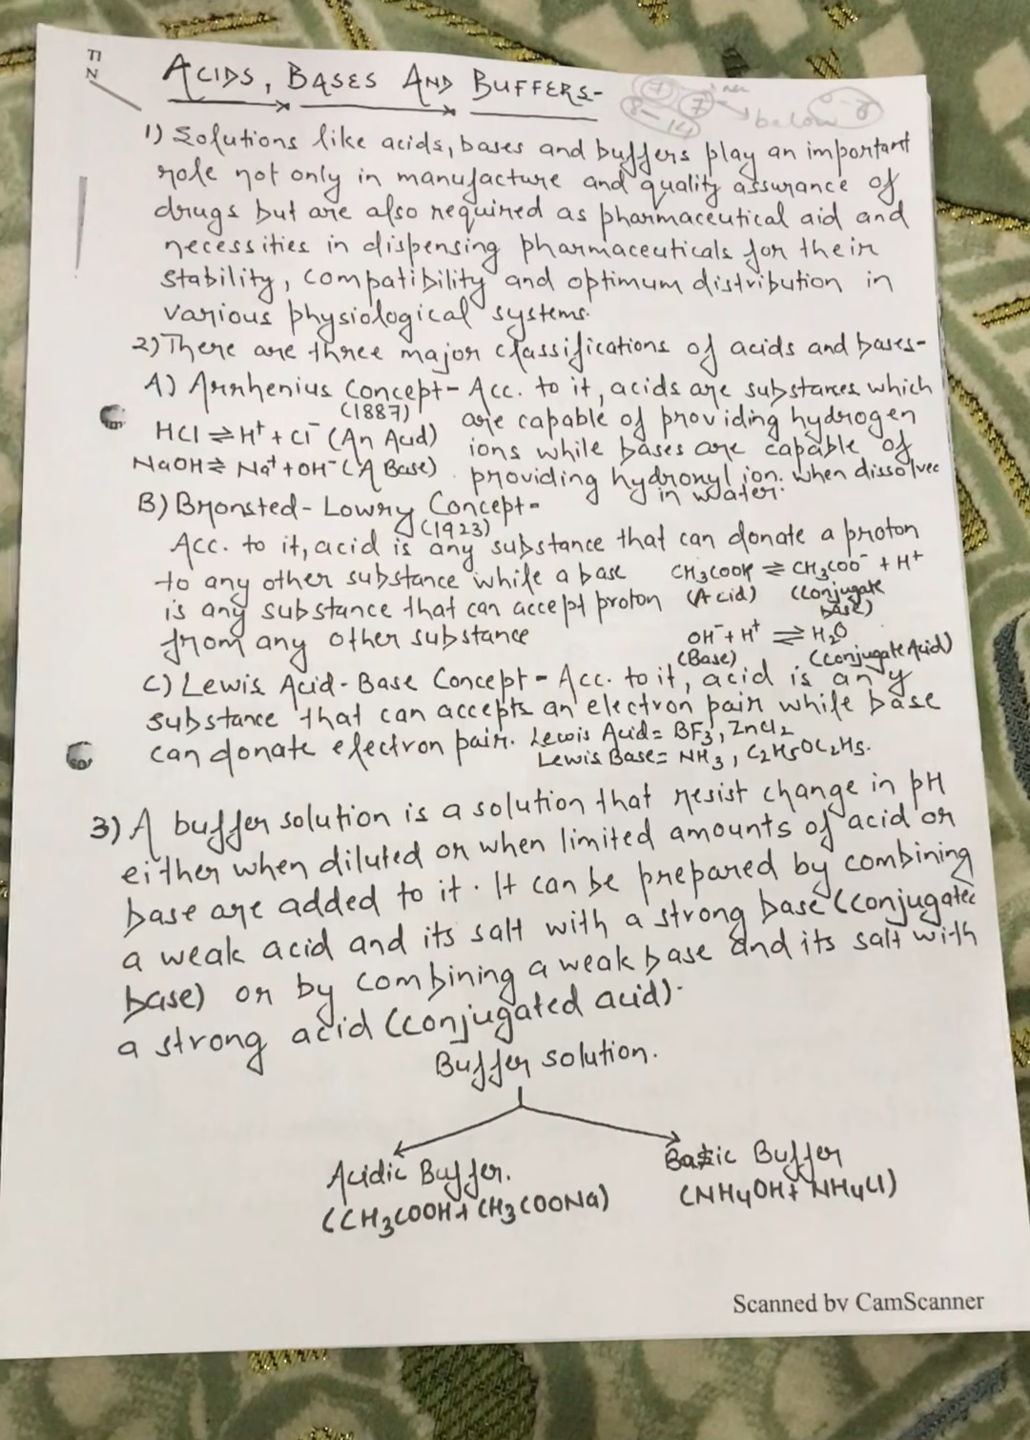 TI
N
ACIDS, BASES AND BUFFERS-
7 7 below 0-8
8-14
1) Solutions like acids, bases and buffers play an important
role not only in manufacture and quality assurance of
drugs but are also required as pharmaceutical aid and
necessities in dispensing pharmaceuticals for their
stability, compatibility and optimum distribution in
various physiological systems.
2) There are three major classifications of acids and bases-
A) Arrhenius Concept- Acc. to it, acids are substances which
(1887) are capable of providing hydrogen
HCl ⇌ H⁺ + Cl⁻ (An Acid) ions while bases are capable of
NaOH ⇌ Na⁺ + OH⁻ (A Base). providing hydronyl ion. when dissolvec
in water.
B) Bronsted- Lowry Concept-
(1923)
Acc. to it, acid is any substance that can donate a proton
to any other substance while a base CH₃COOH ⇌ CH₃COO⁻ + H⁺
is any substance that can accept proton (Acid) (conjugate
base)
from any other substance OH⁻ + H⁺ ⇌ H₂O
(Base) (conjugate Acid)
C) Lewis Acid-Base Concept - Acc. to it, acid is any
substance that can accepts an electron pair while base
can donate electron pair. Lewis Acid= BF₃, ZnCl₂
Lewis Base= NH₃, C₂H₅OC₂H₅.
3) A buffer solution is a solution that resist change in pH
either when diluted or when limited amounts of acid or
base are added to it. It can be prepared by combining
a weak acid and its salt with a strong base (conjugatec
base) or by combining a weak base and its salt with
a strong acid (conjugated acid).
Buffer solution.
Acidic Buffer. Basic Buffer
(CH₃COOH + CH₃COONa) (NH₄OH + NH₄Cl)
Scanned by CamScanner